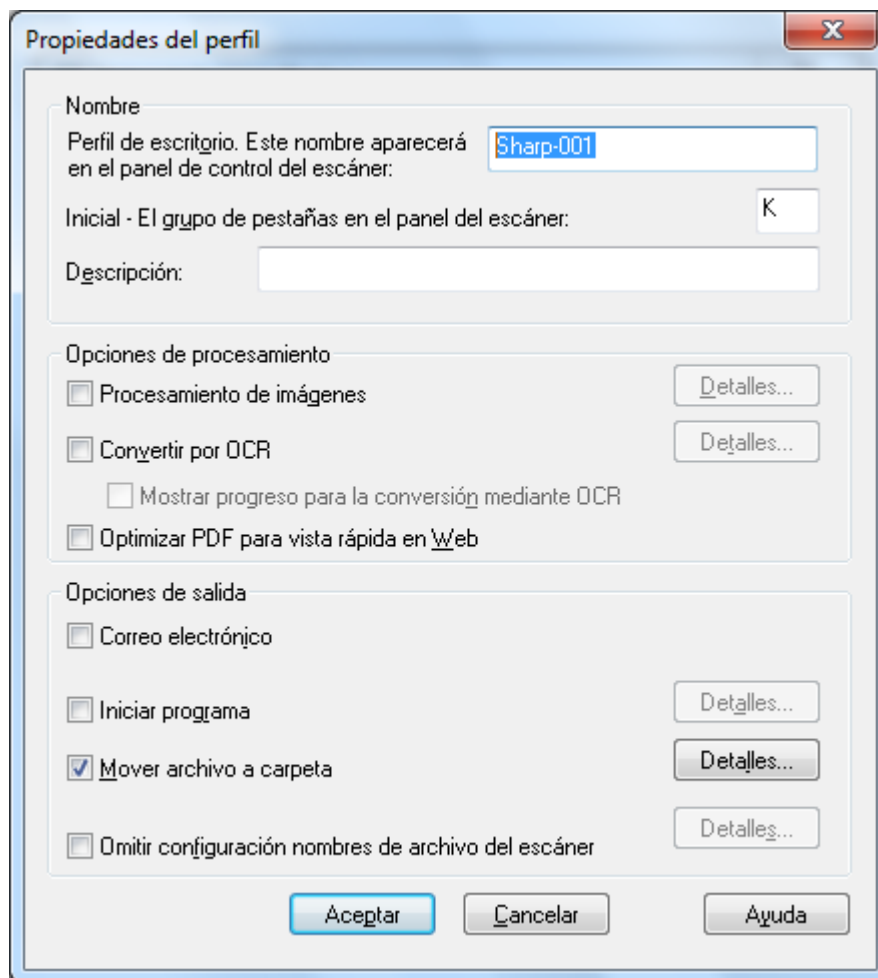 Propiedades del perfil
Nombre
Perfil de escritorio. Este nombre aparecerá
en el panel de control del escáner:
Sharp-001
Inicial - El grupo de pestañas en el panel del escáner:
K
Descripción:
Opciones de procesamiento
Procesamiento de imágenes
Detalles...
Convertir por OCR
Detalles...
Mostrar progreso para la conversión mediante OCR
Optimizar PDF para vista rápida en Web
Opciones de salida
Correo electrónico
Iniciar programa
Detalles...
Mover archivo a carpeta
Detalles...
Omitir configuración nombres de archivo del escáner
Detalles...
Aceptar
Cancelar
Ayuda